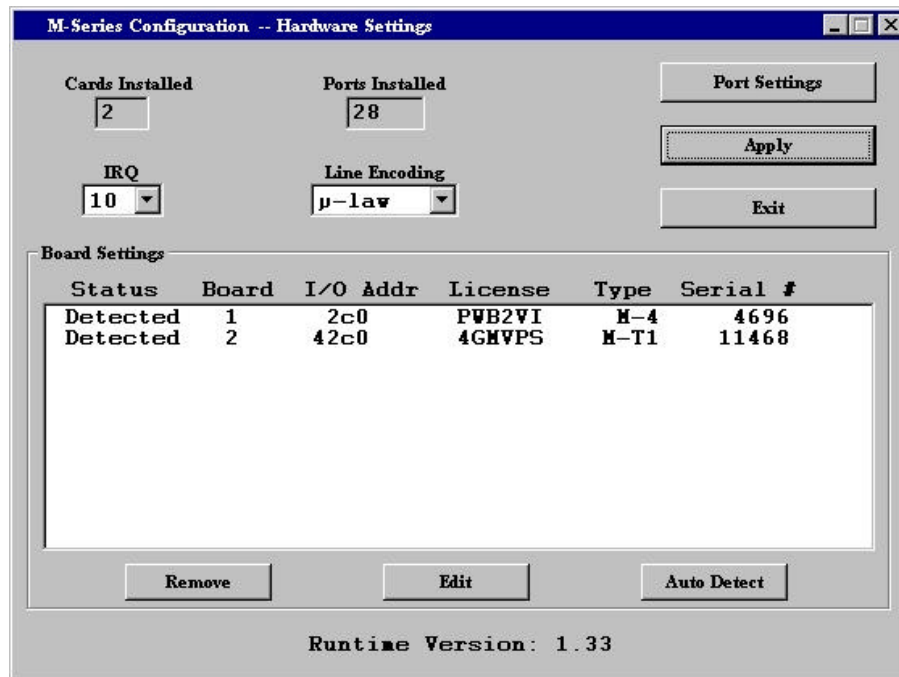 M-Series Configuration -- Hardware Settings
Cards Installed
2
Ports Installed
28
Port Settings
Apply
IRQ
10
Line Encoding
µ-law
Exit
Board Settings
Status Board I/O Addr License Type Serial #
Detected 1 2c0 PWB2VI M-4 4696
Detected 2 42c0 4GMVPS M-T1 11468
Remove
Edit
Auto Detect
Runtime Version: 1.33